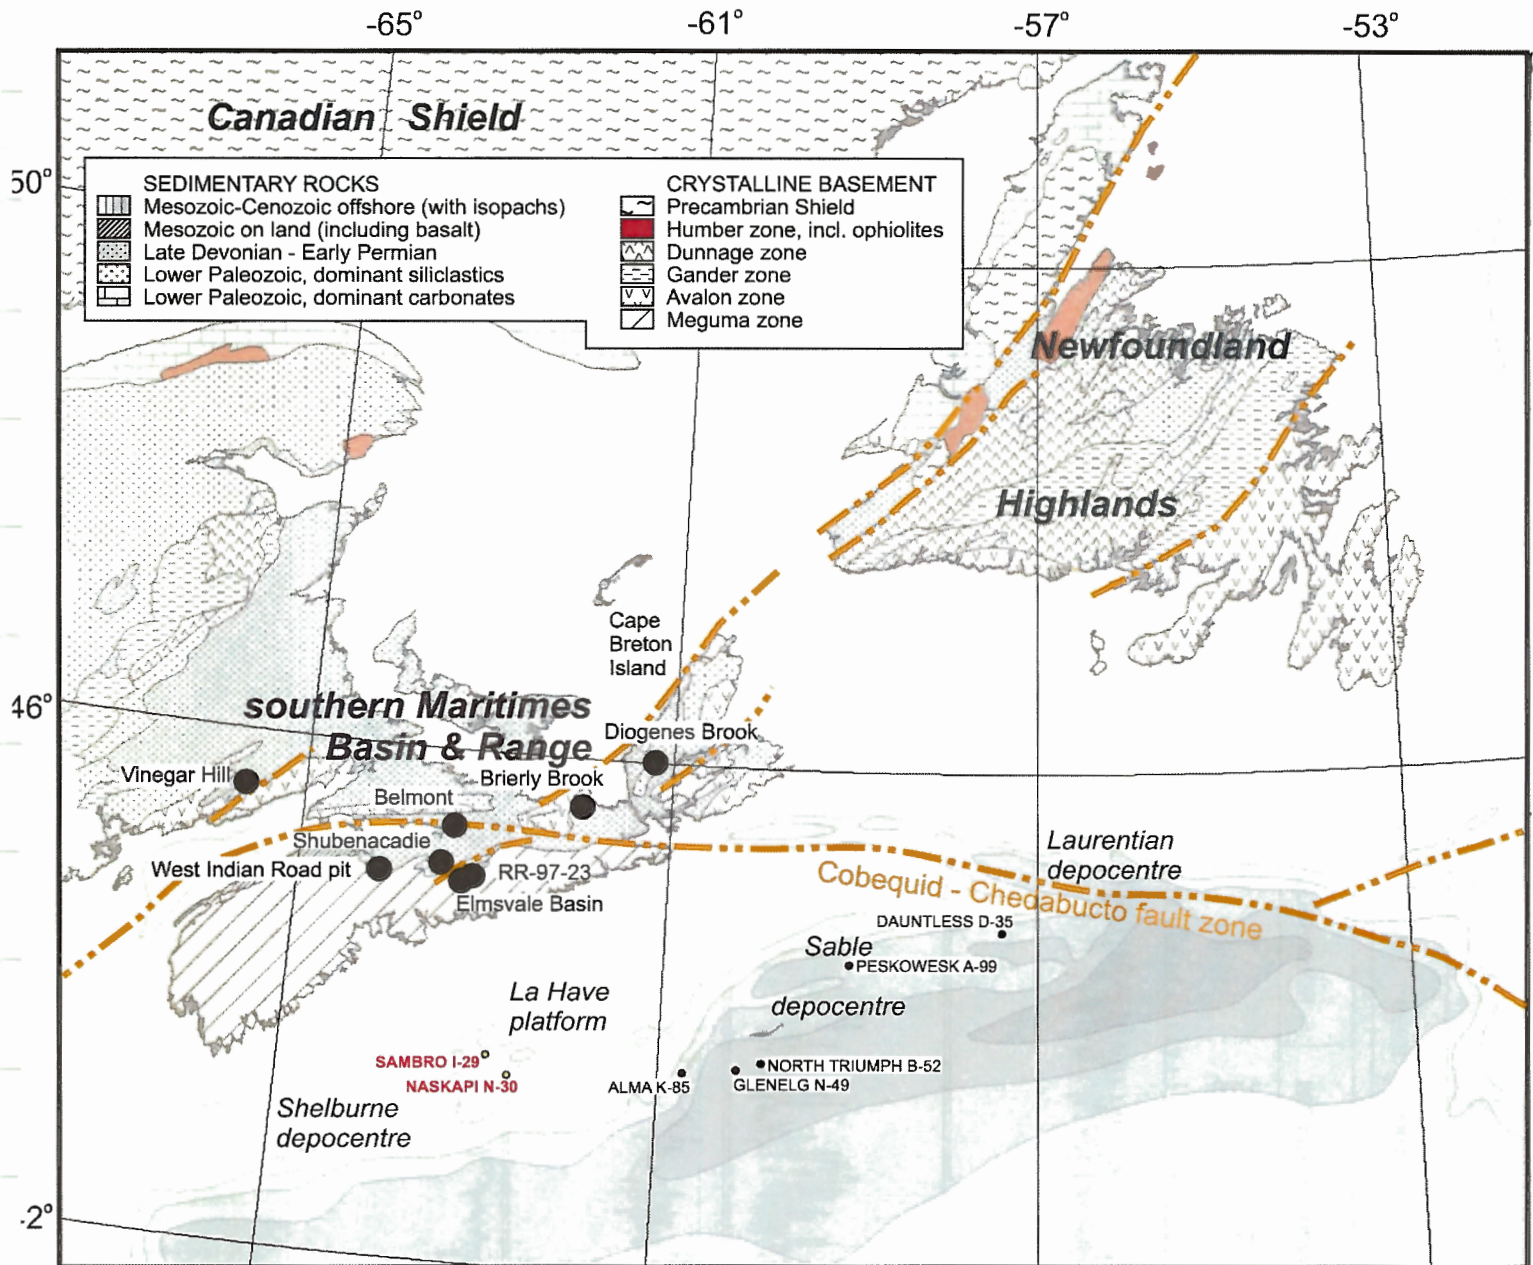 -65° -61° -57° -53°
Canadian Shield
50°
SEDIMENTARY ROCKS
Mesozoic-Cenozoic offshore (with isopachs)
Mesozoic on land (including basalt)
Late Devonian - Early Permian
Lower Paleozoic, dominant siliclastics
Lower Paleozoic, dominant carbonates
CRYSTALLINE BASEMENT
Precambrian Shield
Humber zone, incl. ophiolites
Dunnage zone
Gander zone
Avalon zone
Meguma zone
Newfoundland
Highlands
Cape
Breton
Island
46°
southern Maritimes
Basin & Range
Diogenes Brook
Vinegar Hill
Brierly Brook
Belmont
Shubenacadie
West Indian Road pit
RR-97-23
Elmsvale Basin
Laurentian
depocentre
Cobequid - Chedabucto fault zone
DAUNTLESS D-35
Sable
PESKOWESK A-99
depocentre
La Have
platform
SAMBRO I-29
NASKAPI N-30
NORTH TRIUMPH B-52
ALMA K-85
GLENELG N-49
Shelburne
depocentre
2°